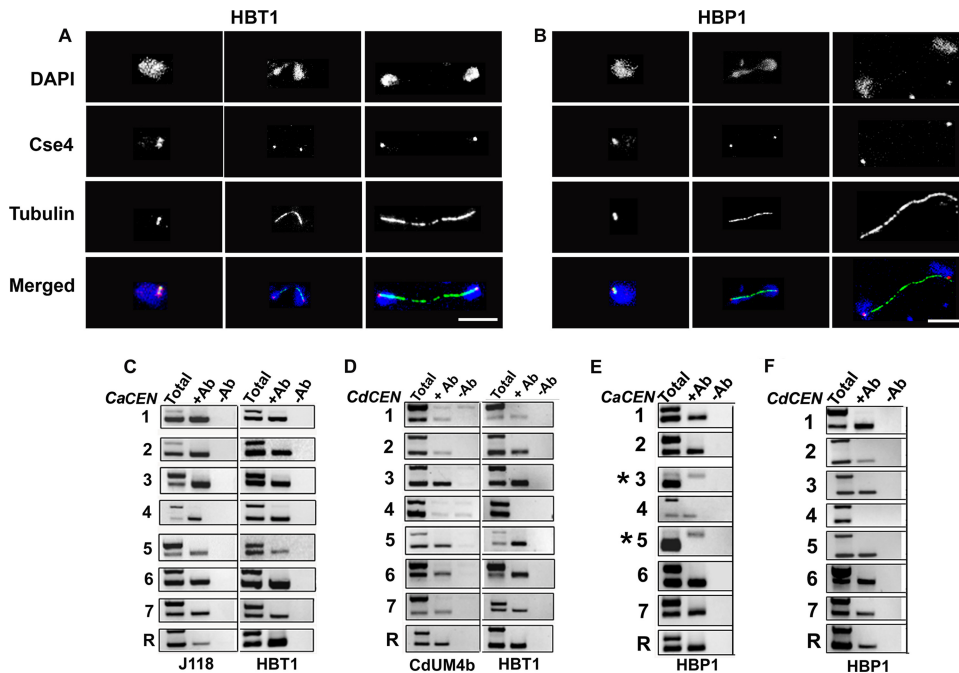 HBT1 HBP1
A B
DAPI
Cse4
Tubulin
Merged
C
CaCEN Total +Ab -Ab Total +Ab -Ab
1
2
3
4
5
6
7
R
J118 HBT1
D
CdCEN Total + Ab -Ab Total + Ab -Ab
1
2
3
4
5
6
7
R
CdUM4b HBT1
E
CaCEN Total +Ab -Ab
1
2
* 3
4
* 5
6
7
R
HBP1
F
CdCEN Total +Ab -Ab
1
2
3
4
5
6
7
R
HBP1